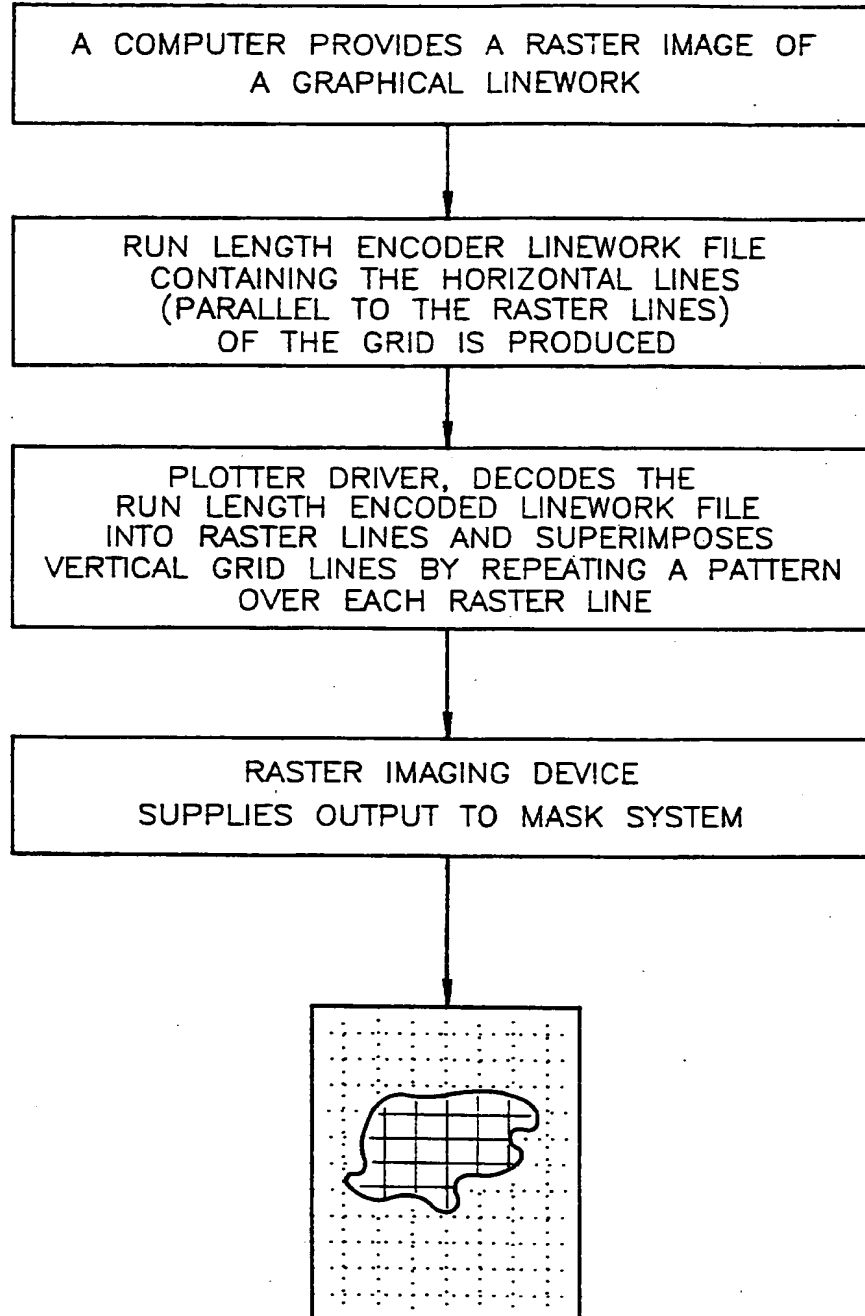 A COMPUTER PROVIDES A RASTER IMAGE OF
A GRAPHICAL LINEWORK
RUN LENGTH ENCODER LINEWORK FILE
CONTAINING THE HORIZONTAL LINES
(PARALLEL TO THE RASTER LINES)
OF THE GRID IS PRODUCED
PLOTTER DRIVER, DECODES THE
RUN LENGTH ENCODED LINEWORK FILE
INTO RASTER LINES AND SUPERIMPOSES
VERTICAL GRID LINES BY REPEATING A PATTERN
OVER EACH RASTER LINE
RASTER IMAGING DEVICE
SUPPLIES OUTPUT TO MASK SYSTEM